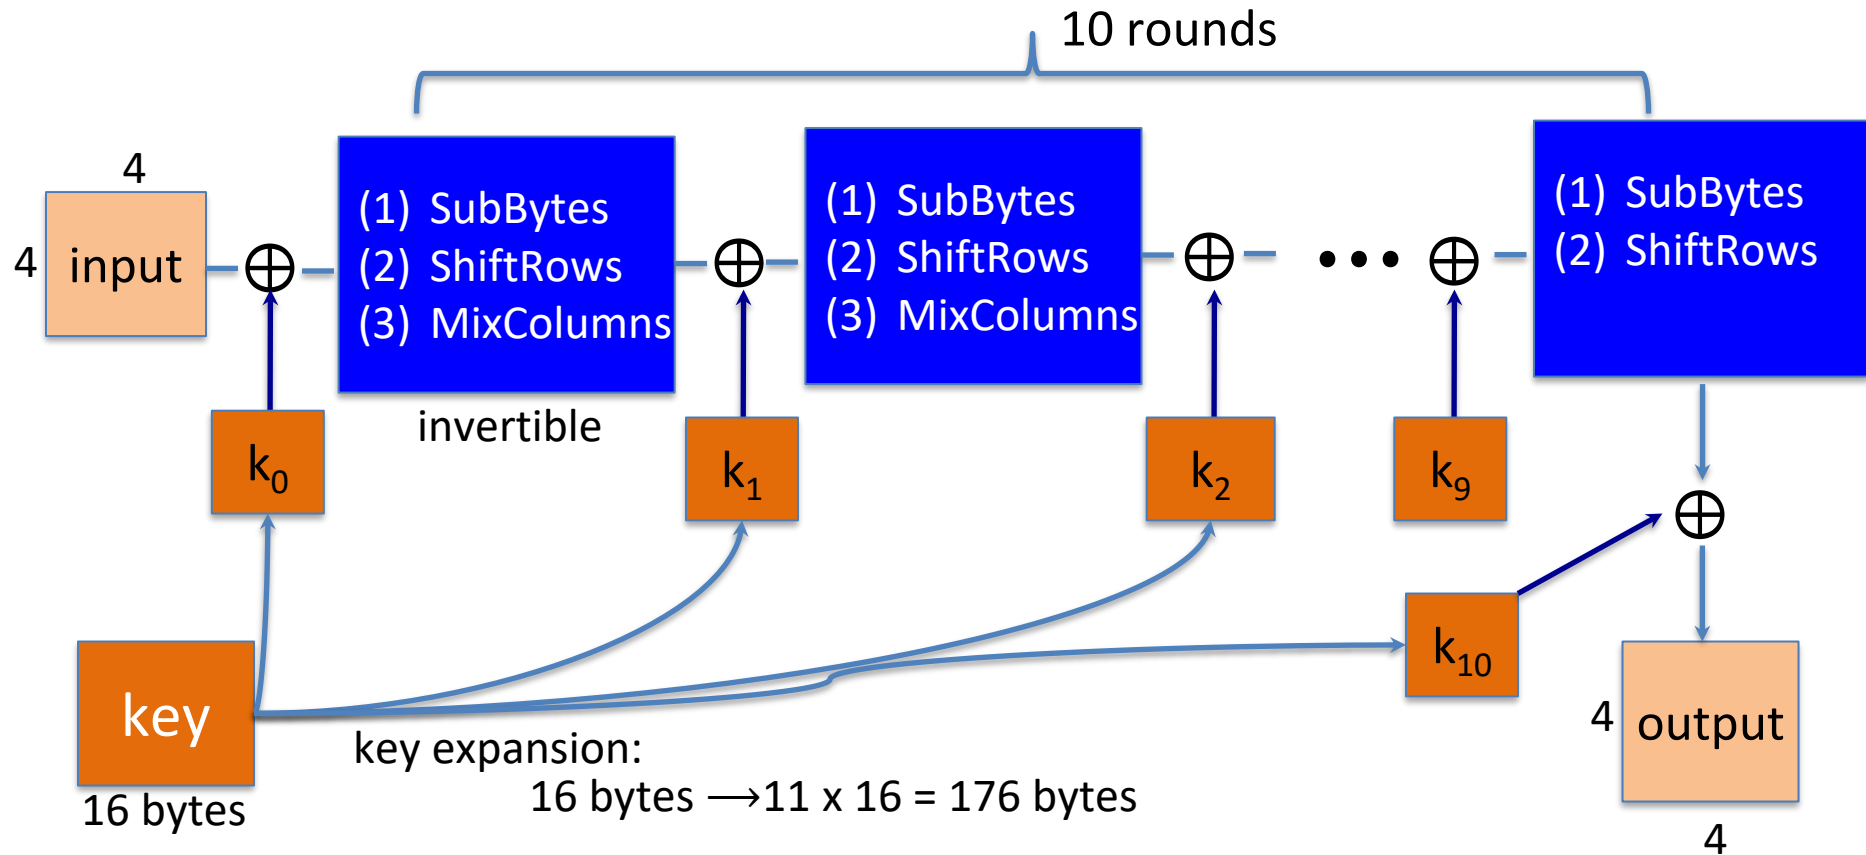 10 rounds
4
4
input
(1) SubBytes
(2) ShiftRows
(3) MixColumns
invertible
(1) SubBytes
(2) ShiftRows
(3) MixColumns
(1) SubBytes
(2) ShiftRows
k₀
k₁
k₂
k₉
k₁₀
key
16 bytes
key expansion:
16 bytes ⟶11 x 16 = 176 bytes
4
output
4